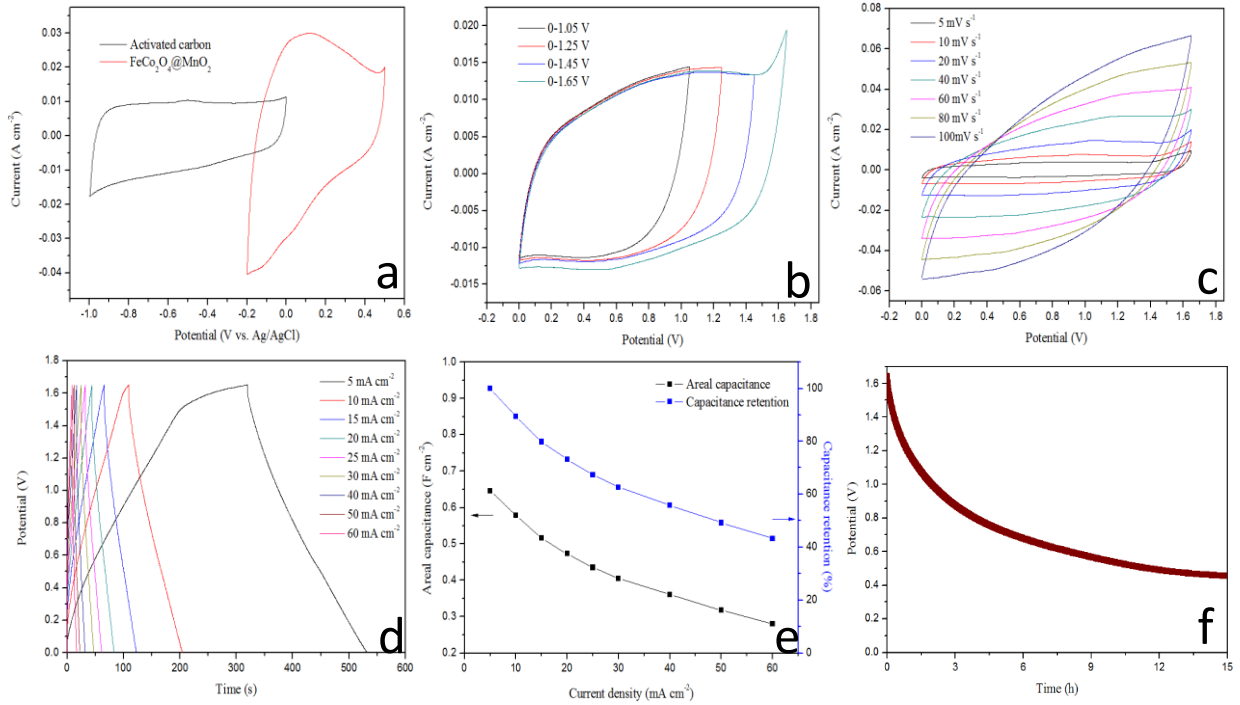 0.04
0.03
0.02
0.01
0.00
-0.01
-0.02
-0.03
-0.04
Current (A cm-2)
Activated carbon
FeCo2O4@MnO2
-1.0 -0.8 -0.6 -0.4 -0.2 0.0 0.2 0.4 0.6
Potential (V vs. Ag/AgCl)
a
0.020
0.015
0.010
0.005
0.000
-0.005
-0.010
-0.015
Current (A cm-2)
0-1.05 V
0-1.25 V
0-1.45 V
0-1.65 V
-0.2 0.0 0.2 0.4 0.6 0.8 1.0 1.2 1.4 1.6 1.8
Potential (V)
b
0.08
0.06
0.04
0.02
0.00
-0.02
-0.04
-0.06
Current (A cm-2)
5 mV s-1
10 mV s-1
20 mV s-1
40 mV s-1
60 mV s-1
80 mV s-1
100mV s-1
-0.2 0.0 0.2 0.4 0.6 0.8 1.0 1.2 1.4 1.6 1.8
Potential (V)
c
1.8
1.6
1.4
1.2
1.0
0.8
0.6
0.4
0.2
0.0
Potential (V)
5 mA cm-2
10 mA cm-2
15 mA cm-2
20 mA cm-2
25 mA cm-2
30 mA cm-2
40 mA cm-2
50 mA cm-2
60 mA cm-2
0 100 200 300 400 500 600
Time (s)
d
1.0
0.9
0.8
0.7
0.6
0.5
0.4
0.3
0.2
Areal capacitance (F cm-2)
Areal capacitance
Capacitance retention
100
80
60
40
20
0
Capacitance retention (%)
0 10 20 30 40 50 60
Current density(mA cm-2)
e
1.6
1.4
1.2
1.0
0.8
0.6
0.4
0.2
0.0
Potential (V)
0 3 6 9 12 15
Time (h)
f